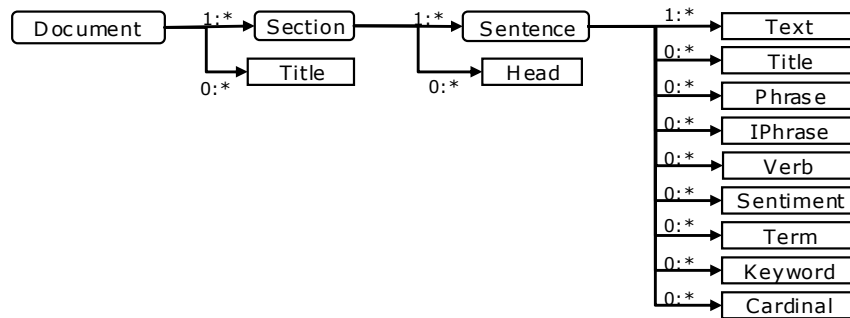 Document 1:* Section 1:* Sentence 1:* Text
0:* Title 0:* Head 0:* Title
0:* Phrase
0:* IPhrase
0:* Verb
0:* Sentiment
0:* Term
0:* Keyword
0:* Cardinal